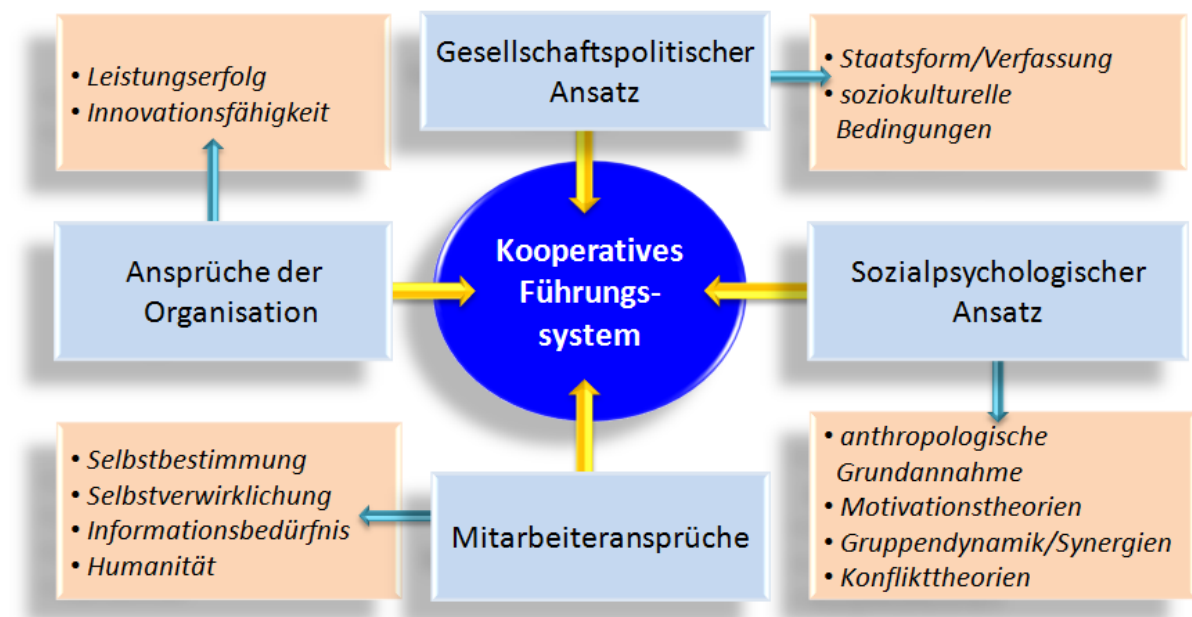 • Leistungserfolg
• Innovationsfähigkeit
Gesellschaftspolitischer
Ansatz
• Staatsform/Verfassung
• soziokulturelle
Bedingungen
Ansprüche der
Organisation
Kooperatives
Führungs-
system
Sozialpsychologischer
Ansatz
• Selbstbestimmung
• Selbstverwirklichung
• Informationsbedürfnis
• Humanität
Mitarbeiteransprüche
• anthropologische
Grundannahme
• Motivationstheorien
• Gruppendynamik/Synergien
• Konflikttheorien